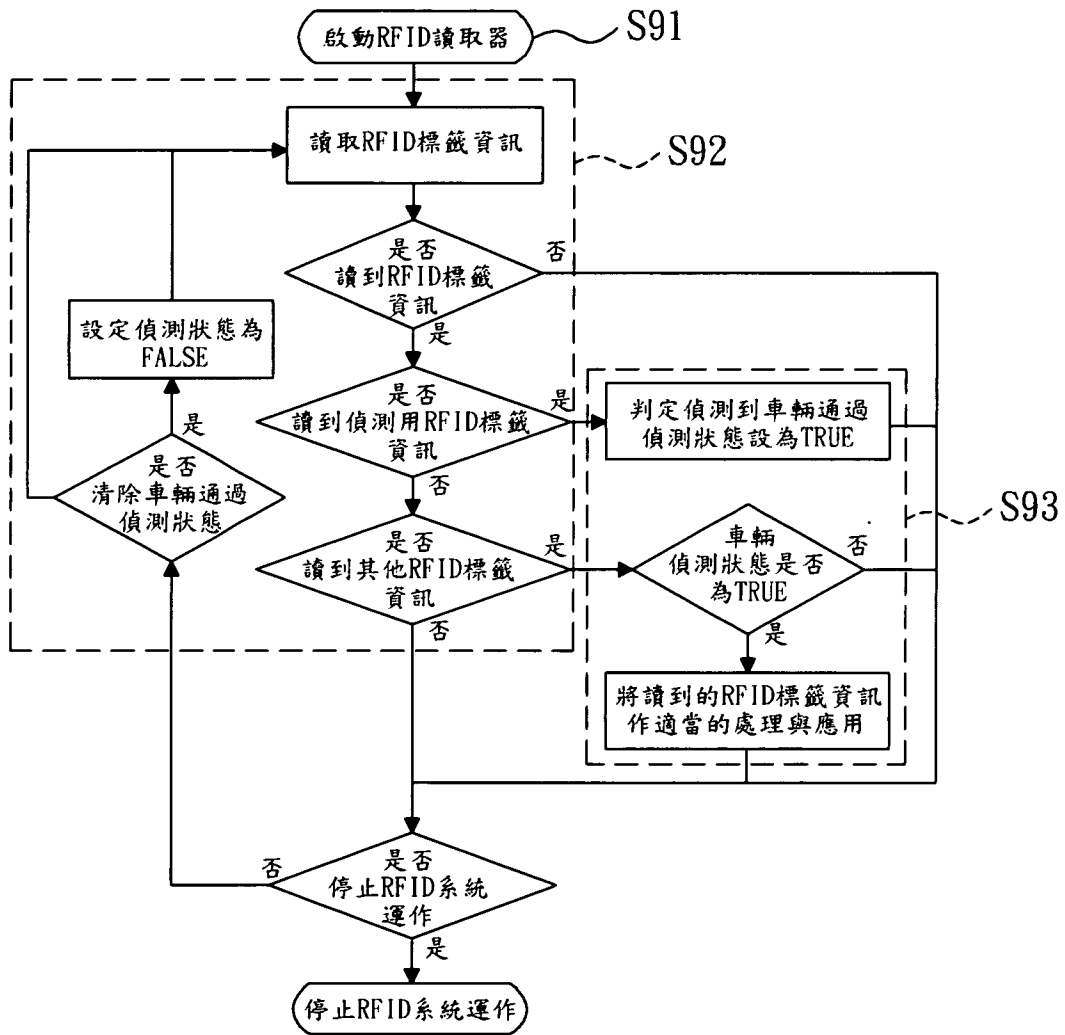 啟動RFID讀取器
S91
讀取RFID標籤資訊
S92
是否
讀到RFID標籤
資訊
否
是
設定偵測狀態為
FALSE
是
是否
清除車輛通過
偵測狀態
是否
讀到偵測用RFID標籤
資訊
是
否
判定偵測到車輛通過
偵測狀態設為TRUE
S93
是否
讀到其他RFID標籤
資訊
是
否
車輛
偵測狀態是否
為TRUE
否
是
將讀到的RFID標籤資訊
作適當的處理與應用
是否
停止RFID系統
運作
否
是
停止RFID系統運作